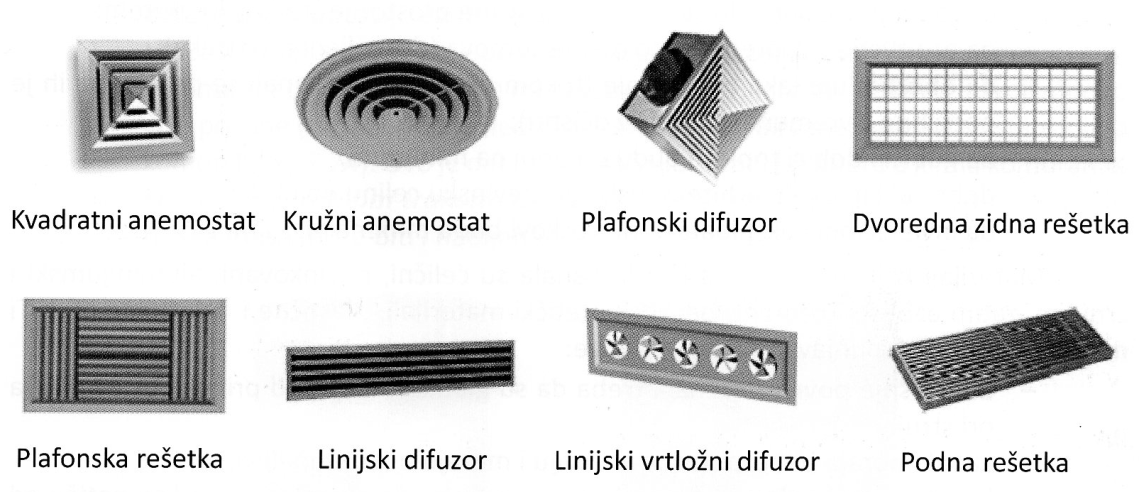 Kvadratni anemostat
Kružni anemostat
Plafonski difuzor
Dvoredna zidna rešetka
Plafonska rešetka
Linijski difuzor
Linijski vrtložni difuzor
Podna rešetka